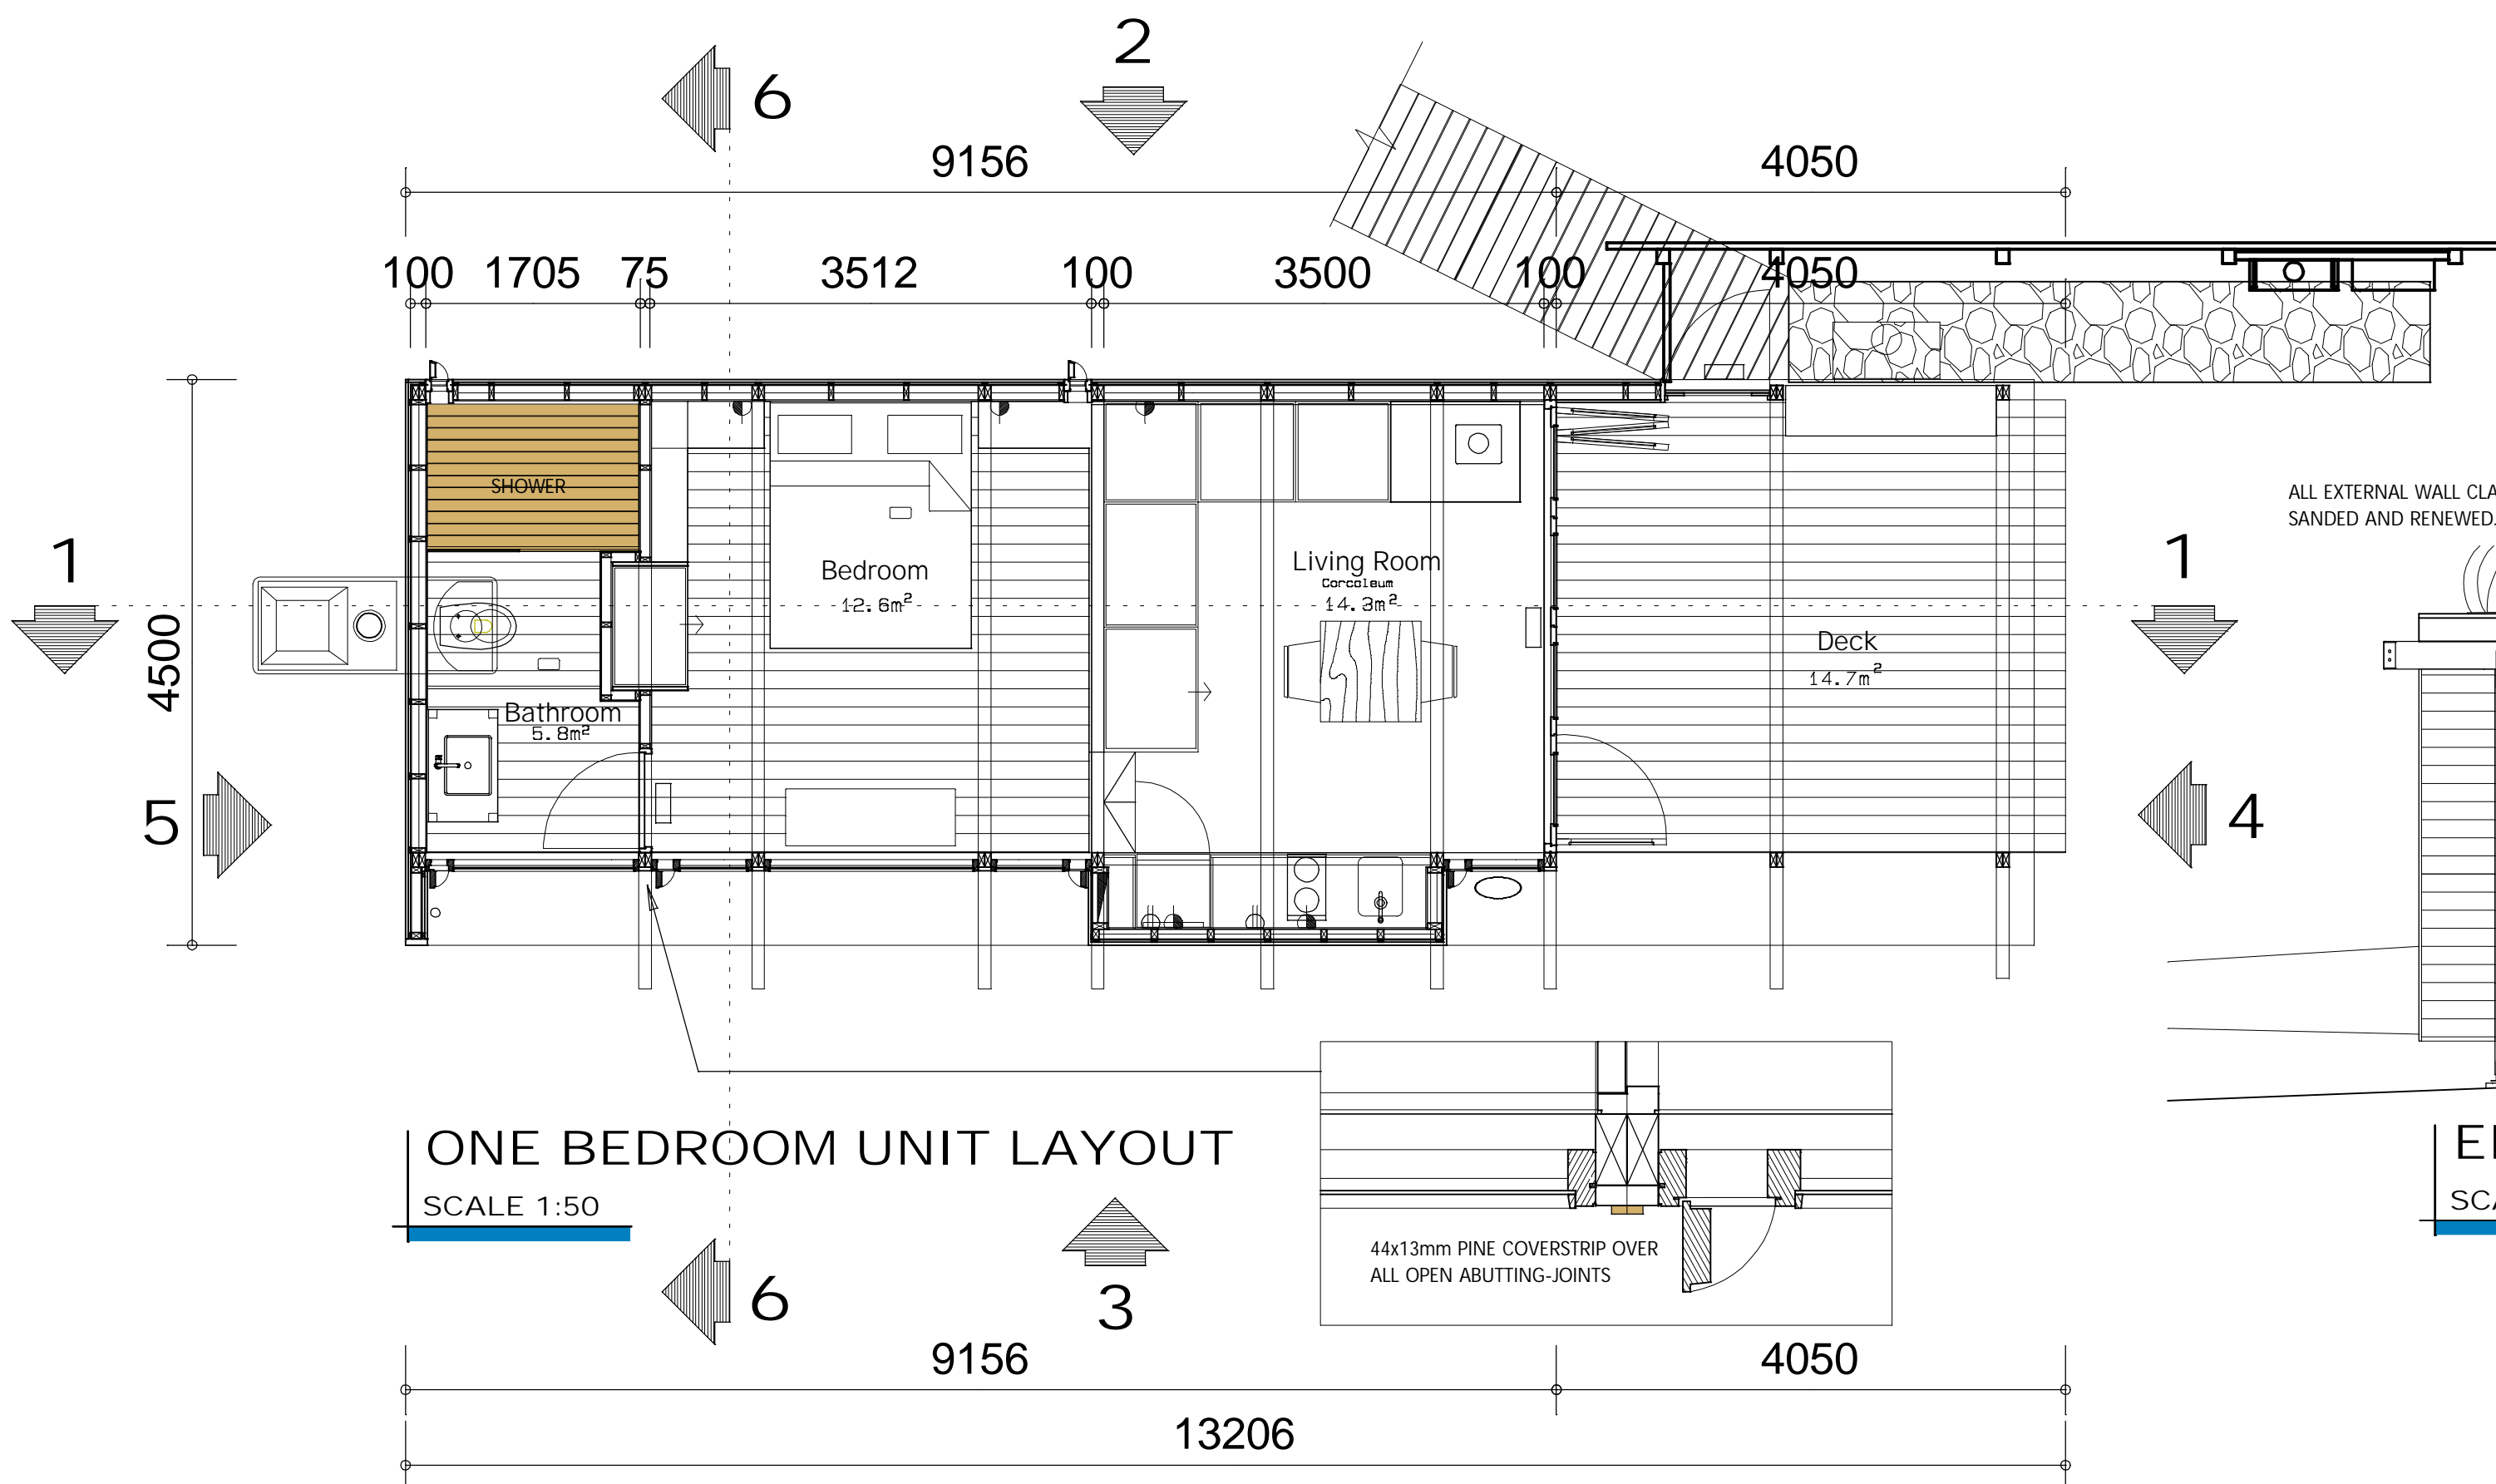 2
6
9156
4050
100
1705
75
3512
100
3500
100
4050
ALL EXTERNAL WALL CLA
SANDED AND RENEWED.
SHOWER
1
1
Bedroom
12.6m²
Living Room
Corcoleum
14.3m²
Deck
14.7m²
4500
Bathroom
5.8m²
5
4
ONE BEDROOM UNIT LAYOUT
SCALE 1:50
44x13mm PINE COVERSTRIP OVER
ALL OPEN ABUTTING-JOINTS
6
3
9156
4050
13206